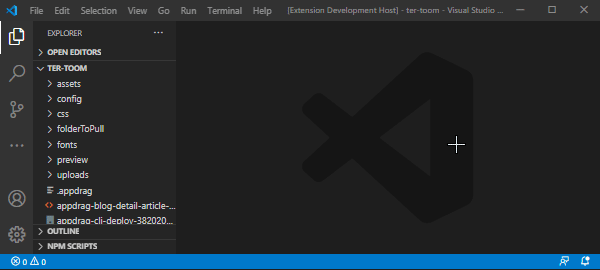 File Edit Selection View Go Run Terminal Help [Extension Development Host] - ter-toom - Visual Studio ...
EXPLORER
OPEN EDITORS
TER-TOOM
assets
config
css
folderToPull
fonts
preview
uploads
.appdrag
appdrag-blog-detail-article-...
appdrag-cli-deploy-382020...
OUTLINE
NPM SCRIPTS
0 0